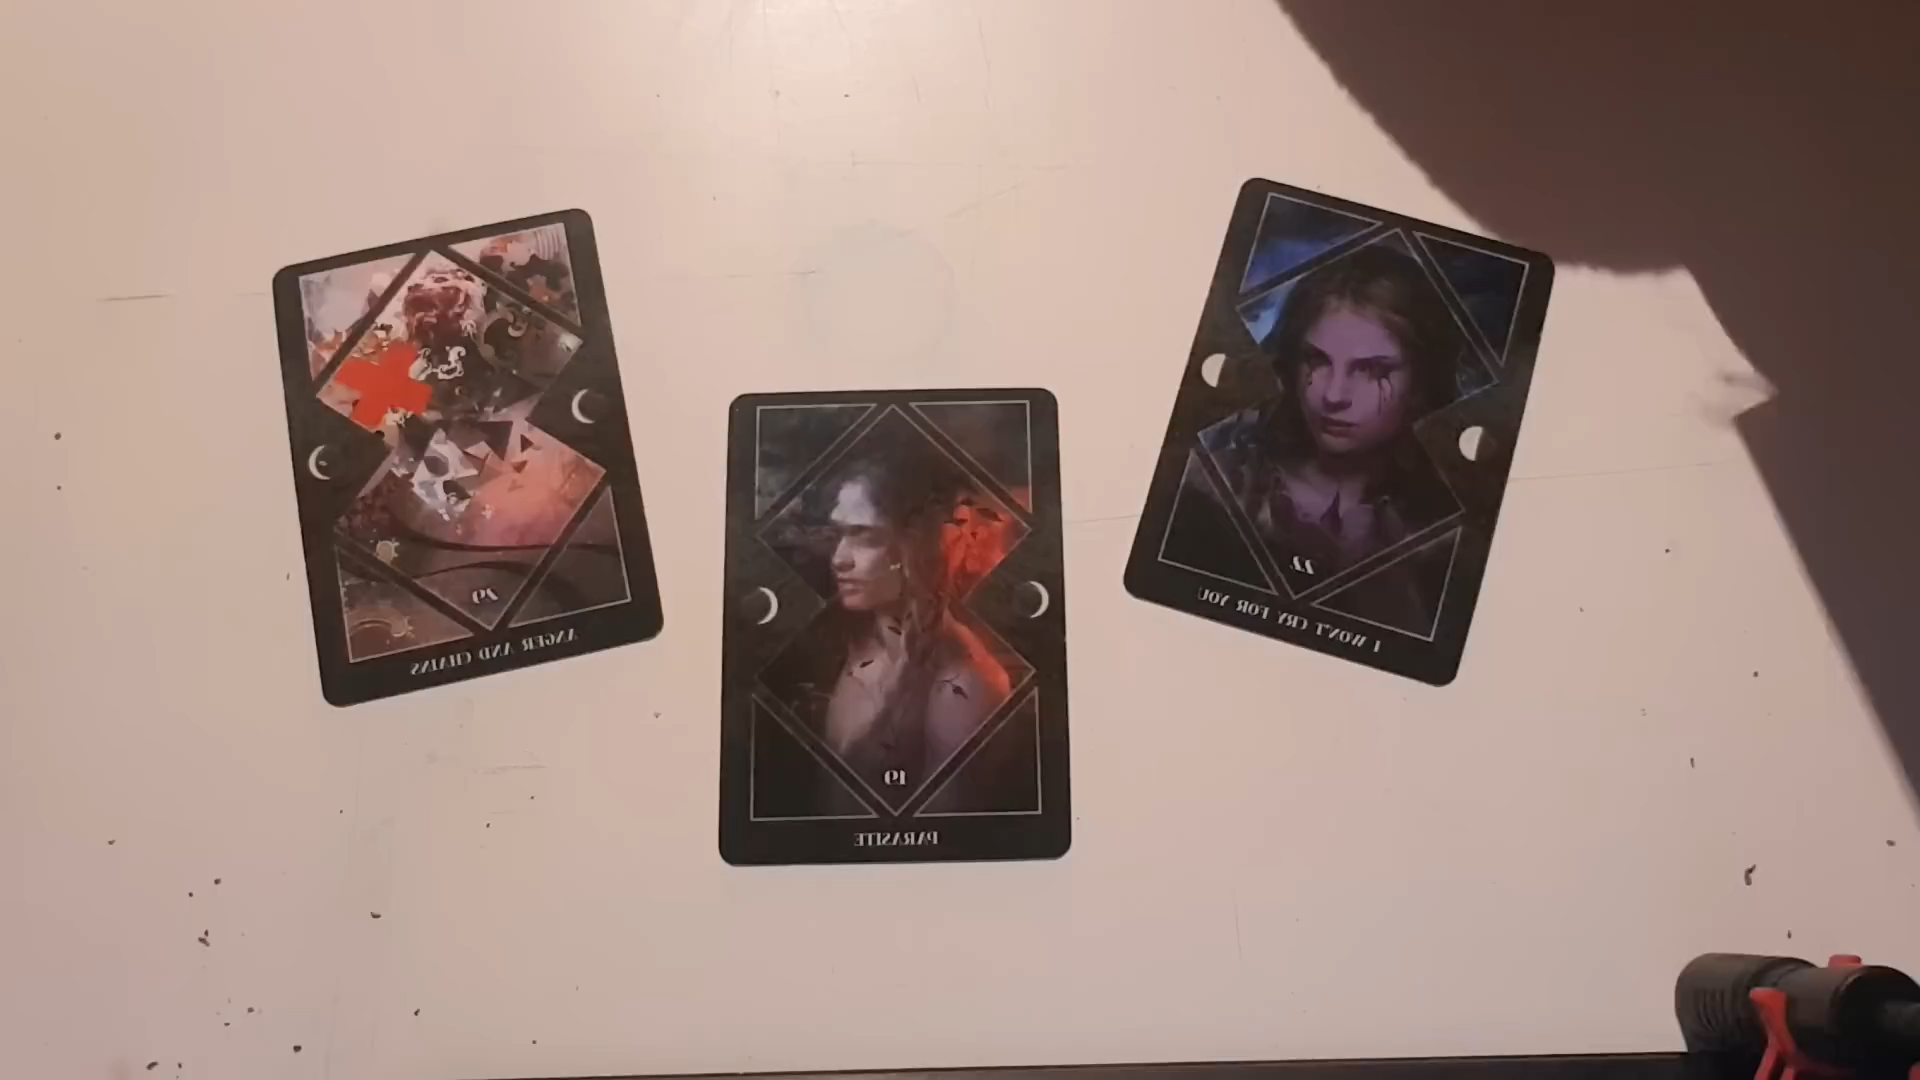 29
ANGER AND CHAINS
19
PARASITE
22
I WON'T CRY FOR YOU